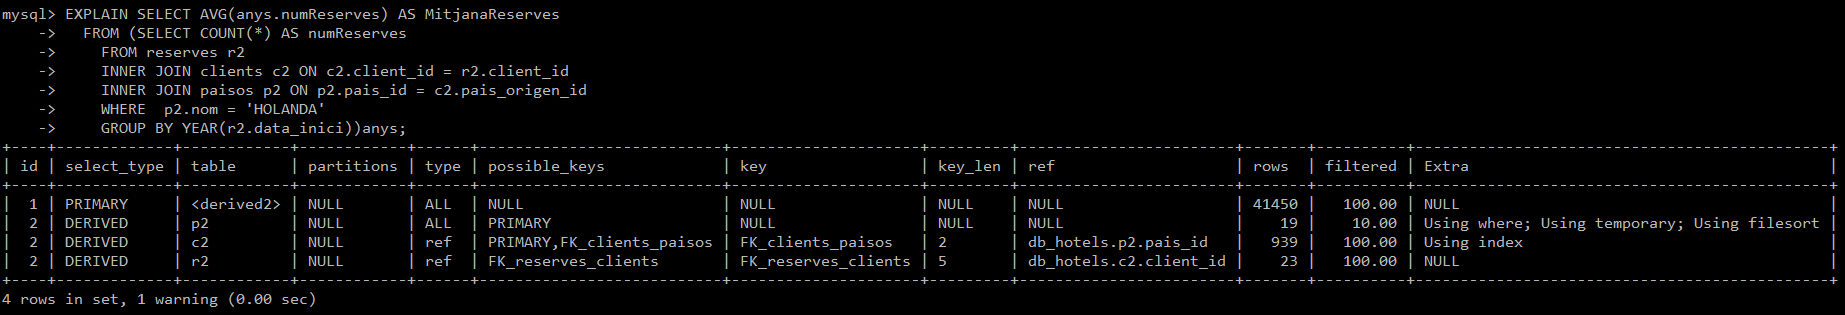 mysql> EXPLAIN SELECT AVG(anys.numReserves) AS MitjanaReserves
    ->   FROM (SELECT COUNT(*) AS numReserves
    ->     FROM reserves r2
    ->     INNER JOIN clients c2 ON c2.client_id = r2.client_id
    ->     INNER JOIN paisos p2 ON p2.pais_id = c2.pais_origen_id
    ->     WHERE  p2.nom = 'HOLANDA'
    ->     GROUP BY YEAR(r2.data_inici))anys;
+----+-------------+------------+------------+------+---------------------------+---------------------+---------+-------------------------+-------+----------+----------------------------------------------+
| id | select_type | table      | partitions | type | possible_keys             | key                 | key_len | ref                     | rows  | filtered | Extra                                        |
+----+-------------+------------+------------+------+---------------------------+---------------------+---------+-------------------------+-------+----------+----------------------------------------------+
|  1 | PRIMARY     | <derived2> | NULL       | ALL  | NULL                      | NULL                | NULL    | NULL                    | 41450 |   100.00 | NULL                                         |
|  2 | DERIVED     | p2         | NULL       | ALL  | PRIMARY                   | NULL                | NULL    | NULL                    |    19 |    10.00 | Using where; Using temporary; Using filesort |
|  2 | DERIVED     | c2         | NULL       | ref  | PRIMARY,FK_clients_paisos | FK_clients_paisos   | 2       | db_hotels.p2.pais_id    |   939 |   100.00 | Using index                                  |
|  2 | DERIVED     | r2         | NULL       | ref  | FK_reserves_clients       | FK_reserves_clients | 5       | db_hotels.c2.client_id  |    23 |   100.00 | NULL                                         |
+----+-------------+------------+------------+------+---------------------------+---------------------+---------+-------------------------+-------+----------+----------------------------------------------+
4 rows in set, 1 warning (0.00 sec)